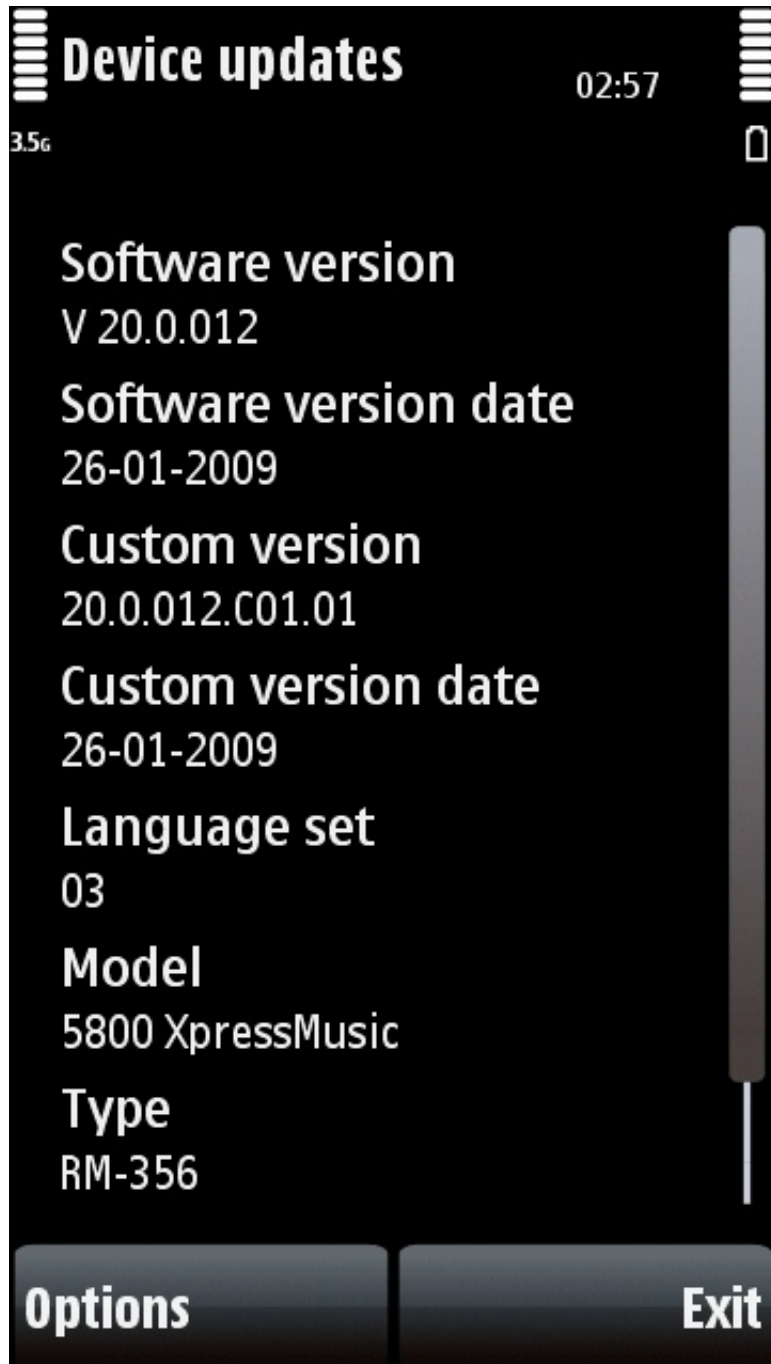 Device updates
02:57
3.5G
Software version
V 20.0.012
Software version date
26-01-2009
Custom version
20.0.012.C01.01
Custom version date
26-01-2009
Language set
03
Model
5800 XpressMusic
Type
RM-356
Options
Exit